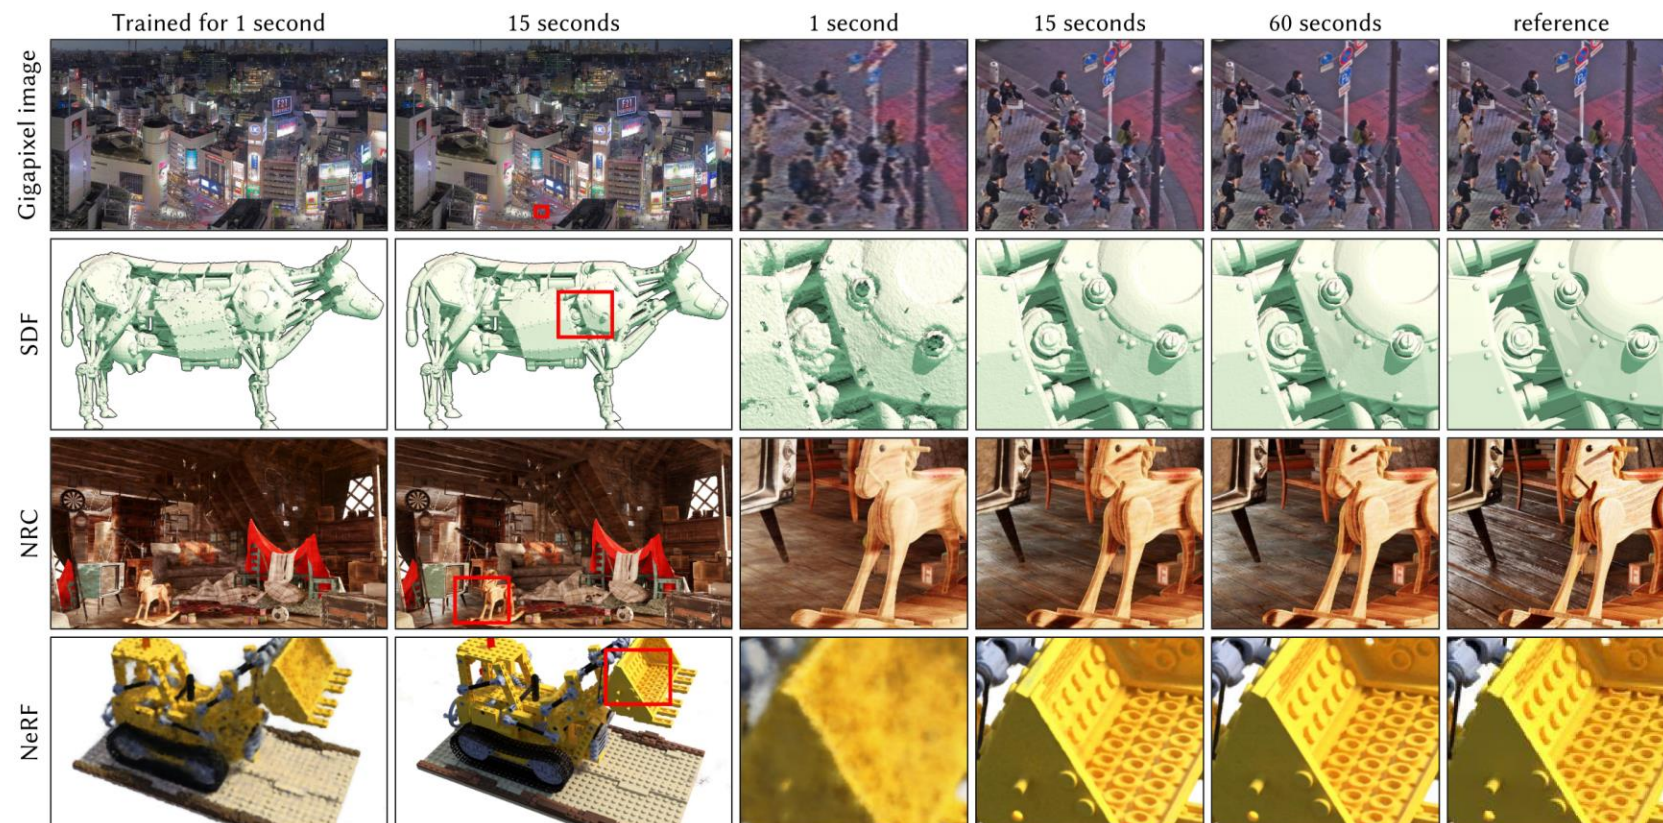 Trained for 1 second
15 seconds
1 second
15 seconds
60 seconds
reference
Gigapixel image
SDF
NRC
NeRF